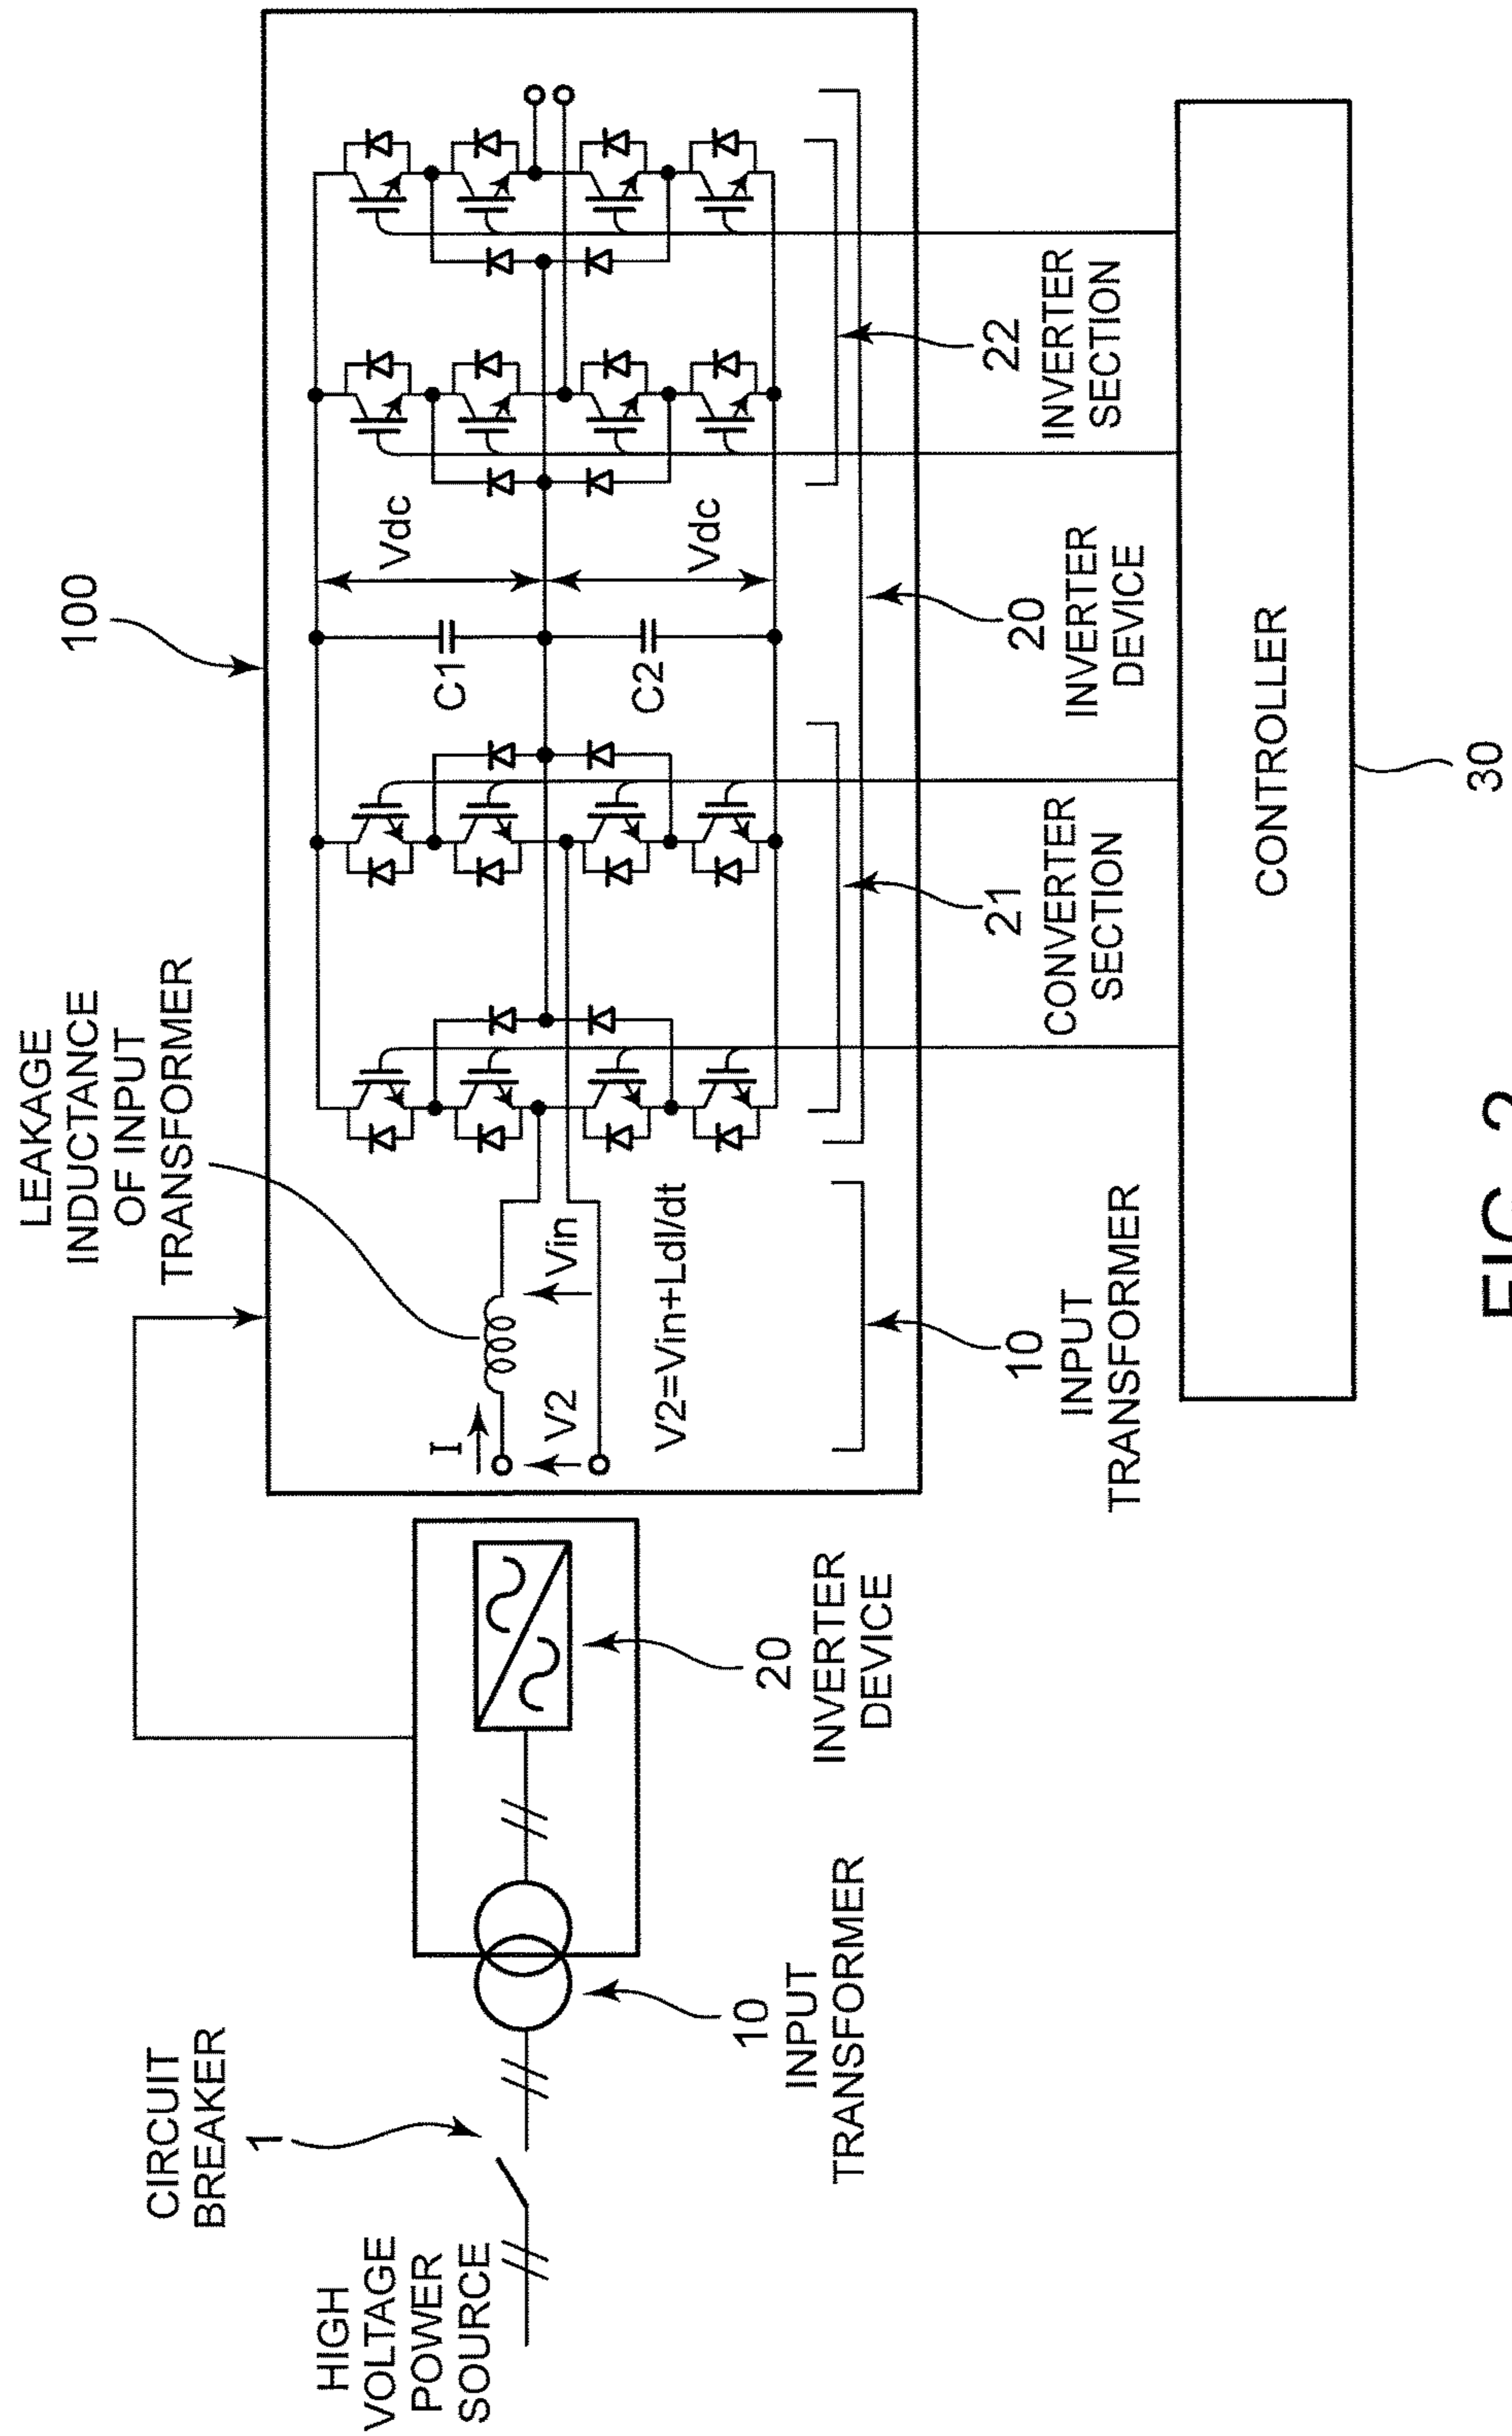 HIGH
VOLTAGE
POWER
SOURCE
CIRCUIT
BREAKER
1
10
INPUT
TRANSFORMER
20
INVERTER
DEVICE
100
LEAKAGE
INDUCTANCE
OF INPUT
TRANSFORMER
I
V2
Vin
V2=Vin+LdI/dt
C1
C2
Vdc
Vdc
10
INPUT
TRANSFORMER
21
CONVERTER
SECTION
20
INVERTER
DEVICE
22
INVERTER
SECTION
CONTROLLER
30